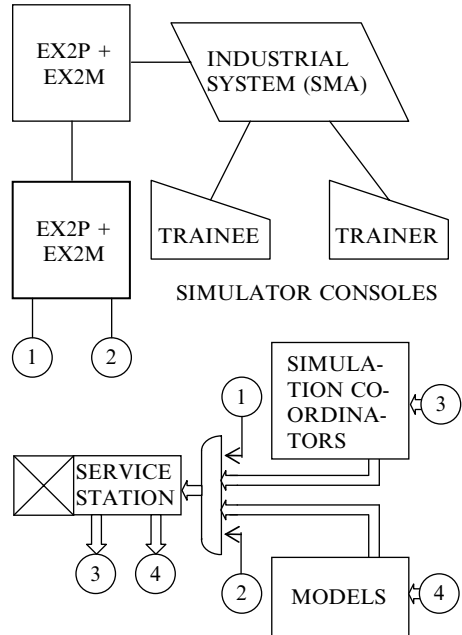 EX2P +
EX2M
INDUSTRIAL
SYSTEM (SMA)
EX2P +
EX2M
TRAINEE
TRAINER
SIMULATOR CONSOLES
1
2
SIMULA-
TION CO-
ORDINA-
TORS
3
1
SERVICE
STATION
3
4
2
MODELS
4